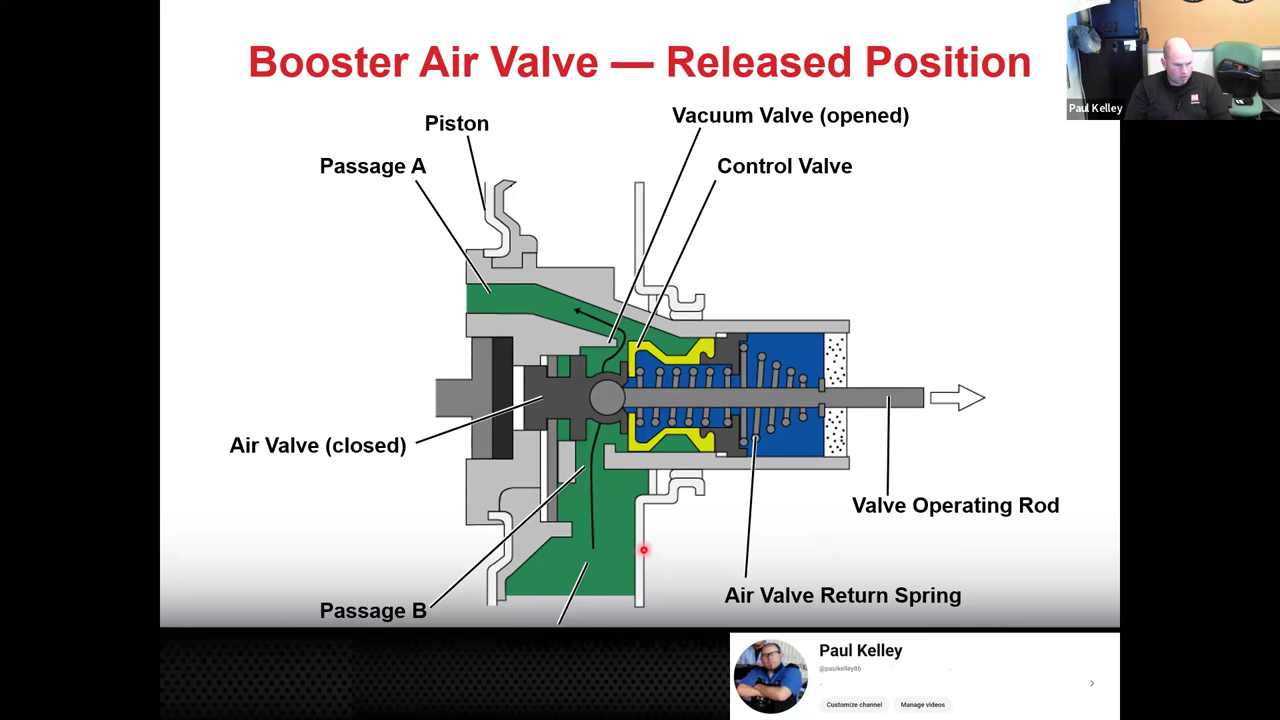 Booster Air Valve — Released Position
Paul Kelley
Piston
Vacuum Valve (opened)
Passage A
Control Valve
Air Valve (closed)
Valve Operating Rod
Air Valve Return Spring
Passage B
Paul Kelley
@paulkelley86
Customize channel
Manage videos